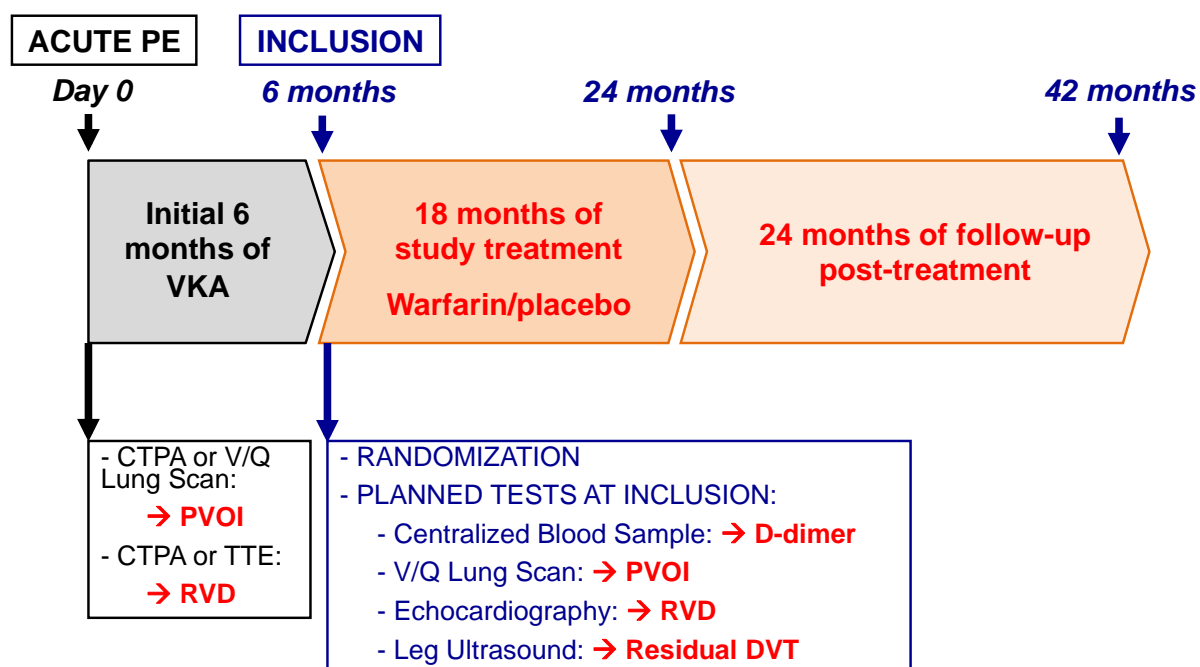 ACUTE PE
INCLUSION
Day 0
6 months
24 months
42 months
Initial 6
months of
VKA
18 months of
study treatment
Warfarin/placebo
24 months of follow-up
post-treatment
- CTPA or V/Q
Lung Scan:
→ PVOI
- CTPA or TTE:
→ RVD
- RANDOMIZATION
- PLANNED TESTS AT INCLUSION:
- Centralized Blood Sample: → D-dimer
- V/Q Lung Scan: → PVOI
- Echocardiography: → RVD
- Leg Ultrasound: → Residual DVT